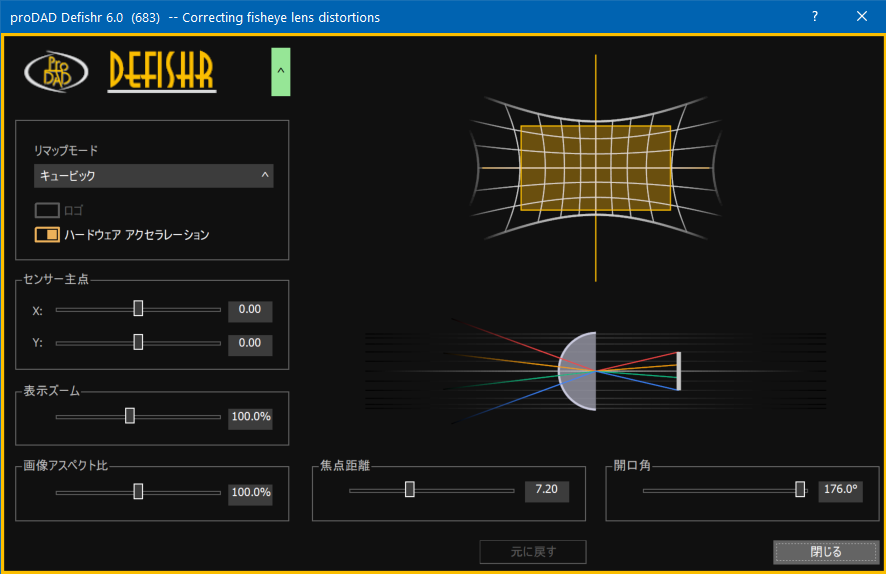 proDAD Defishr 6.0 (683) -- Correcting fisheye lens distortions
?
Pro DAD
DEFISHR
リマップモード
キュービック
ロゴ
ハードウェア アクセラレーション
センサー主点
X: 0.00
Y: 0.00
表示ズーム
100.0%
画像アスペクト比
100.0%
焦点距離
7.20
開口角
176.0°
元に戻す
閉じる